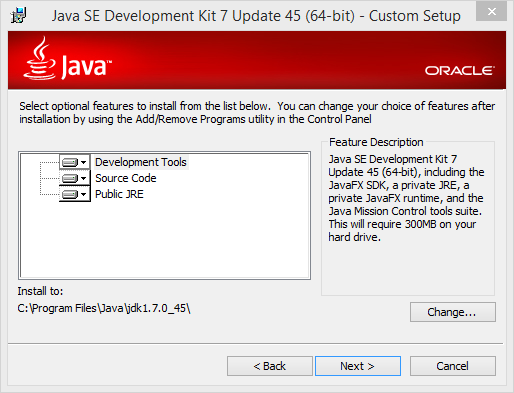 Java SE Development Kit 7 Update 45 (64-bit) - Custom Setup
Java™
ORACLE®
Select optional features to install from the list below.  You can change your choice of features after
installation by using the Add/Remove Programs utility in the Control Panel
Development Tools
Source Code
Public JRE
Feature Description
Java SE Development Kit 7
Update 45 (64-bit), including the
JavaFX SDK, a private JRE, a
private JavaFX runtime, and the
Java Mission Control tools suite.
This will require 300MB on your
hard drive.
Install to:
C:\Program Files\Java\jdk1.7.0_45\
Change...
< Back
Next >
Cancel